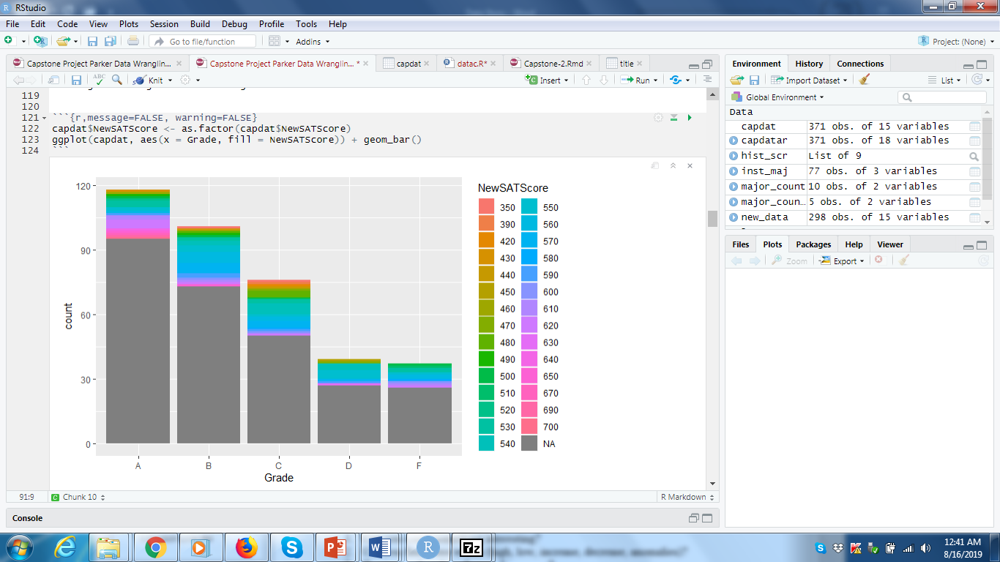 RStudio
File Edit Code View Plots Session Build Debug Profile Tools Help
Go to file/function Addins Project: (None)
Capstone Project Parker Data Wranglin... Capstone Project Parker Data Wranglin... * capdat datac.R* Capstone-2.Rmd title
ABC Knit Insert Run
119
120
121 ```{r,message=FALSE, warning=FALSE}
122 capdat$NewSATScore <- as.factor(capdat$NewSATScore)
123 ggplot(capdat, aes(x = Grade, fill = NewSATScore)) + geom_bar()
124 ```
120
90
60
30
0
count
A B C D F
Grade
NewSATScore
350 550
390 560
420 570
430 580
440 590
450 600
460 610
470 620
480 630
490 640
500 650
510 670
520 690
530 700
540 NA
91:9 Chunk 10 R Markdown
Console
Environment History Connections
Import Dataset List
Global Environment
Data
capdat 371 obs. of 15 variables
capdatar 371 obs. of 18 variables
hist_scr List of 9
inst_maj 77 obs. of 3 variables
major_count 10 obs. of 2 variables
major_coun... 5 obs. of 2 variables
new_data 298 obs. of 15 variables
Files Plots Packages Help Viewer
Zoom Export
12:41 AM
8/16/2019